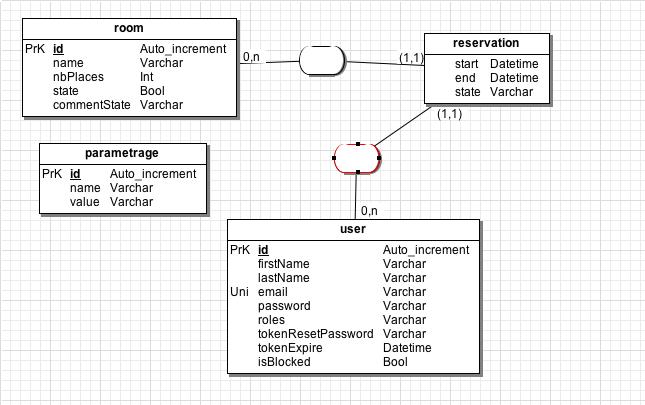 room
PrK id Auto_increment
name Varchar
nbPlaces Int
state Bool
commentState Varchar
0,n
(1,1)
reservation
start Datetime
end Datetime
state Varchar
(1,1)
parametrage
PrK id Auto_increment
name Varchar
value Varchar
0,n
user
PrK id Auto_increment
firstName Varchar
lastName Varchar
Uni email Varchar
password Varchar
roles Varchar
tokenResetPassword Varchar
tokenExpire Datetime
isBlocked Bool